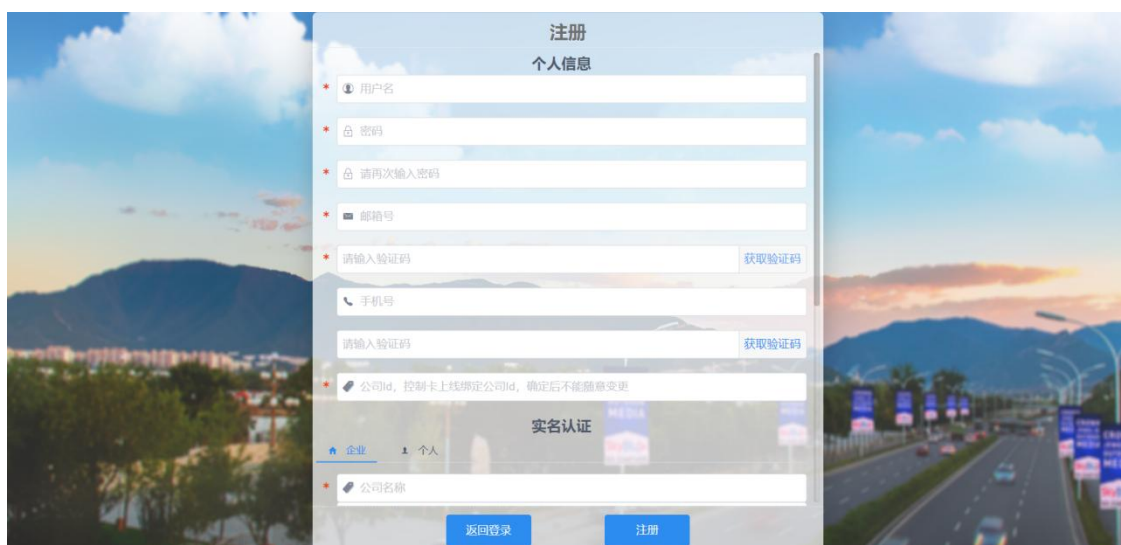 注册
个人信息
* 用户名
* 密码
* 请再次输入密码
* 邮箱号
* 请输入验证码 获取验证码
手机号
请输入验证码 获取验证码
* 公司Id，控制卡上线绑定公司Id，确定后不能随意变更
实名认证
企业 个人
* 公司名称
返回登录 注册